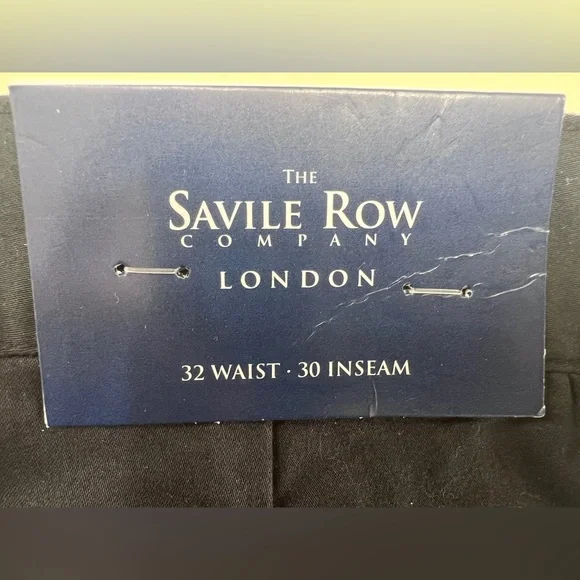 THE
SAVILE ROW
COMPANY
LONDON
32 WAIST · 30 INSEAM